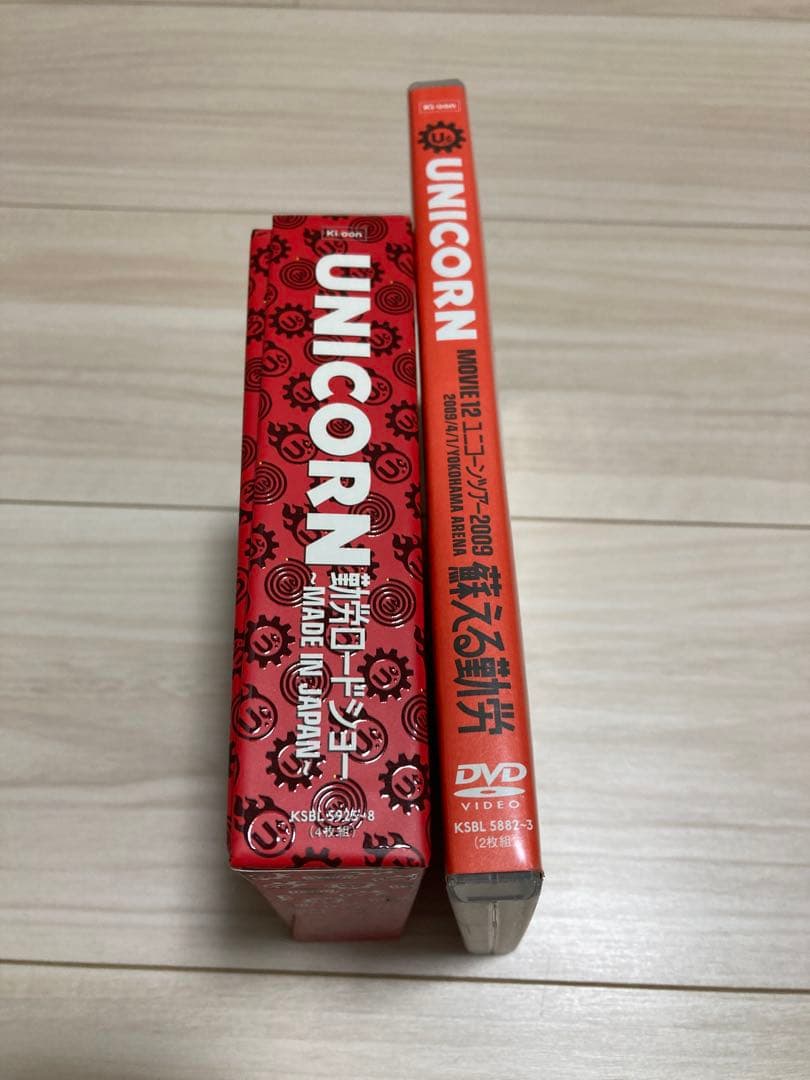 Ki/oon
UNICORN
勤労ロードショー
~MADE IN JAPAN~
KSBL 5925~8
(4枚組)
U
UNICORN
MOVIE 12 ユニコーンツアー2009
2009/4/1/YOKOHAMA ARENA
蘇える勤労
DVD
VIDEO
KSBL 5882~3
(2枚組)